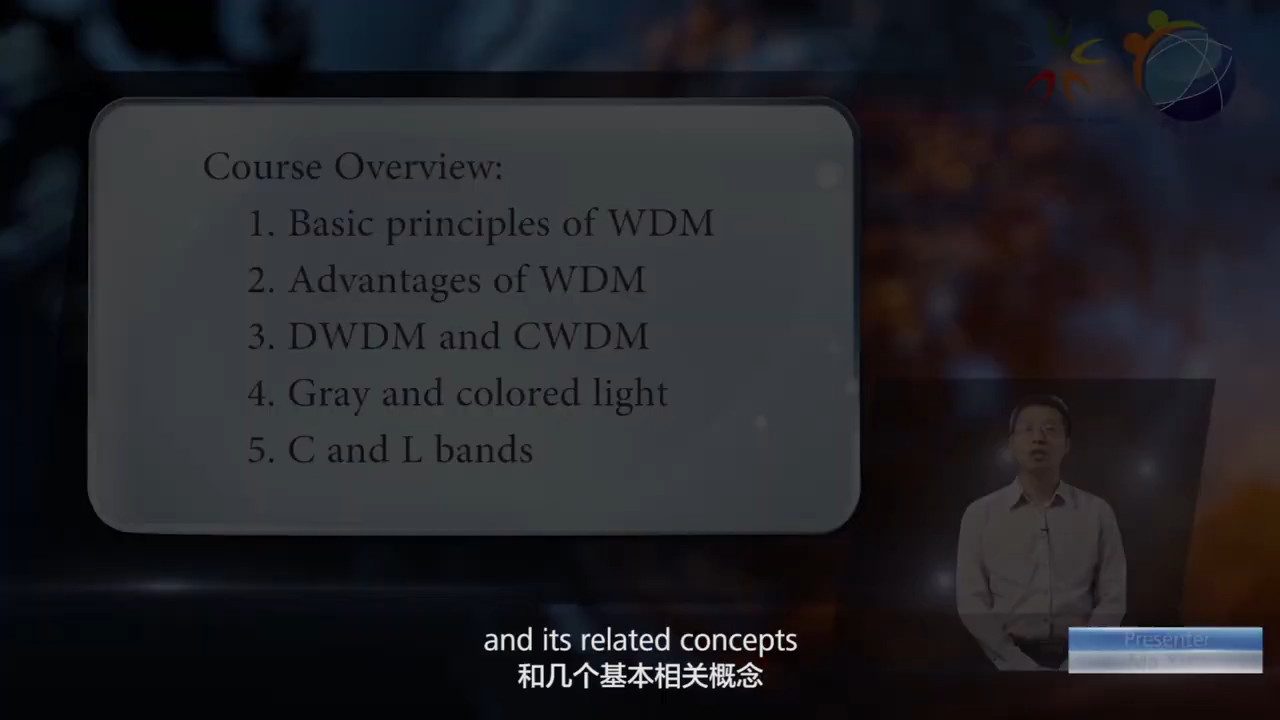 Course Overview:
1. Basic principles of WDM
2. Advantages of WDM
3. DWDM and CWDM
4. Gray and colored light
5. C and L bands
Presenter
and its related concepts
和几个基本相关概念